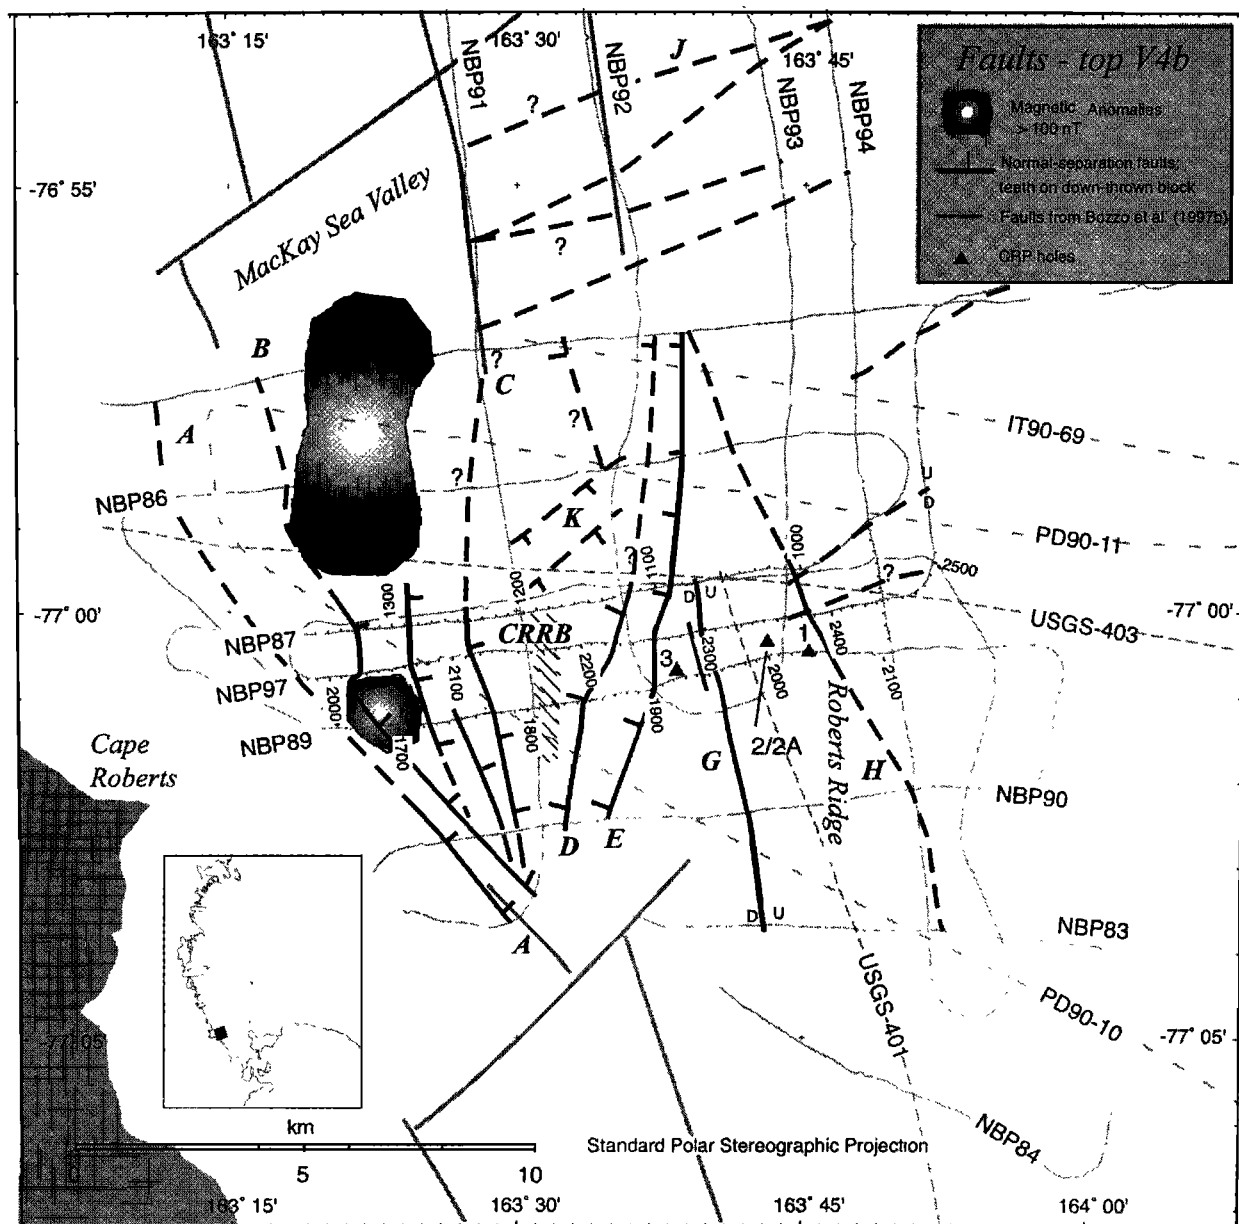 163° 15'
163° 30'
163° 45'
J
NBP91
NBP92
NBP93
NBP94
Faults - top V4b
Magnetic Anomalies
> 100 nT
Normal-separation faults;
teeth on down-thrown block
Faults from Bozzo et al. (1997b)
CRP holes
-76° 55'
MacKay Sea Valley
?
?
B
?
C
A
?
?
IT90-69
NBP86
K
U
D
PD90-11
1000
1100
?
?
2500
-77° 00'
1300
1200
D
U
-77° 00'
USGS-403
NBP87
CRRB
3
2300
1
2400
NBP97
2000
2100
2200
2000
2100
1900
1800
NBP89
1700
2/2A
Cape
Roberts
G
Roberts Ridge
H
NBP90
D
E
A
D
U
NBP83
USGS-401
PD90-10
-77° 05'
-77° 05'
NBP84
km
Standard Polar Stereographic Projection
0
5
10
163° 15'
163° 30'
163° 45'
164° 00'